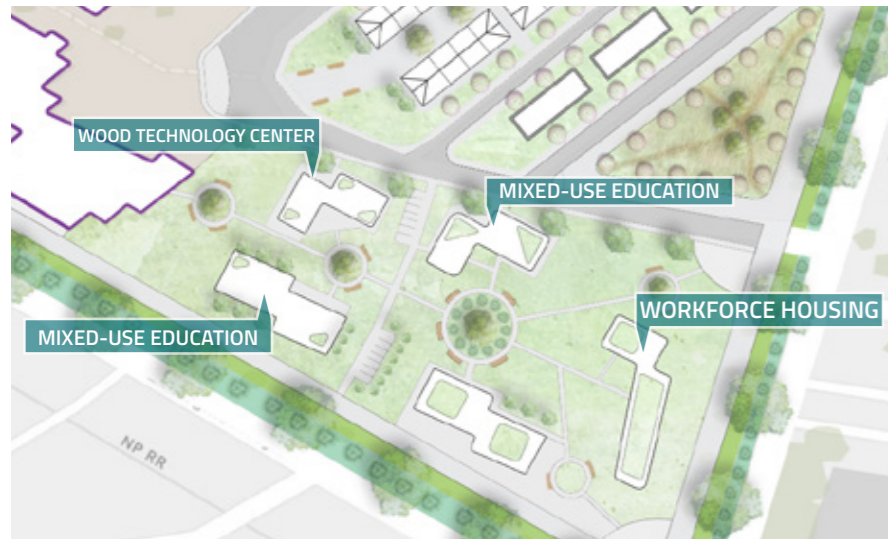 WOOD TECHNOLOGY CENTER
MIXED-USE EDUCATION
WORKFORCE HOUSING
MIXED-USE EDUCATION
NP RR